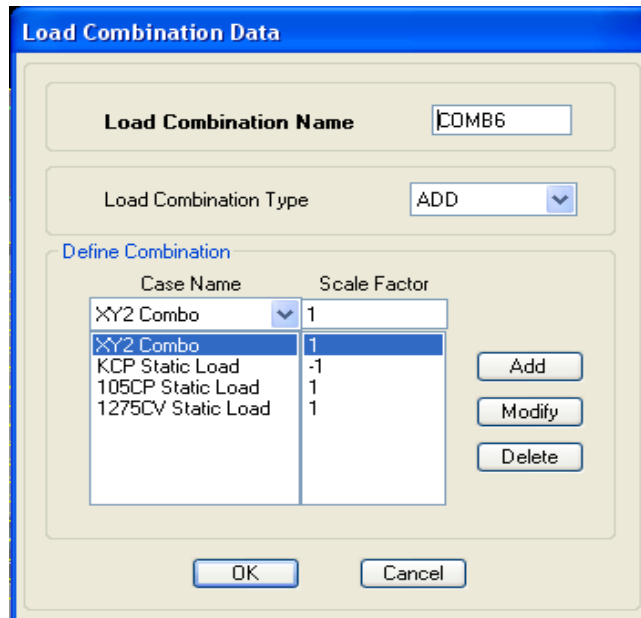 Load Combination Data
Load Combination Name COMB6
Load Combination Type ADD
Define Combination
Case Name Scale Factor
XY2 Combo 1
XY2 Combo 1
KCP Static Load -1
105CP Static Load 1
1275CV Static Load 1
Add
Modify
Delete
OK Cancel